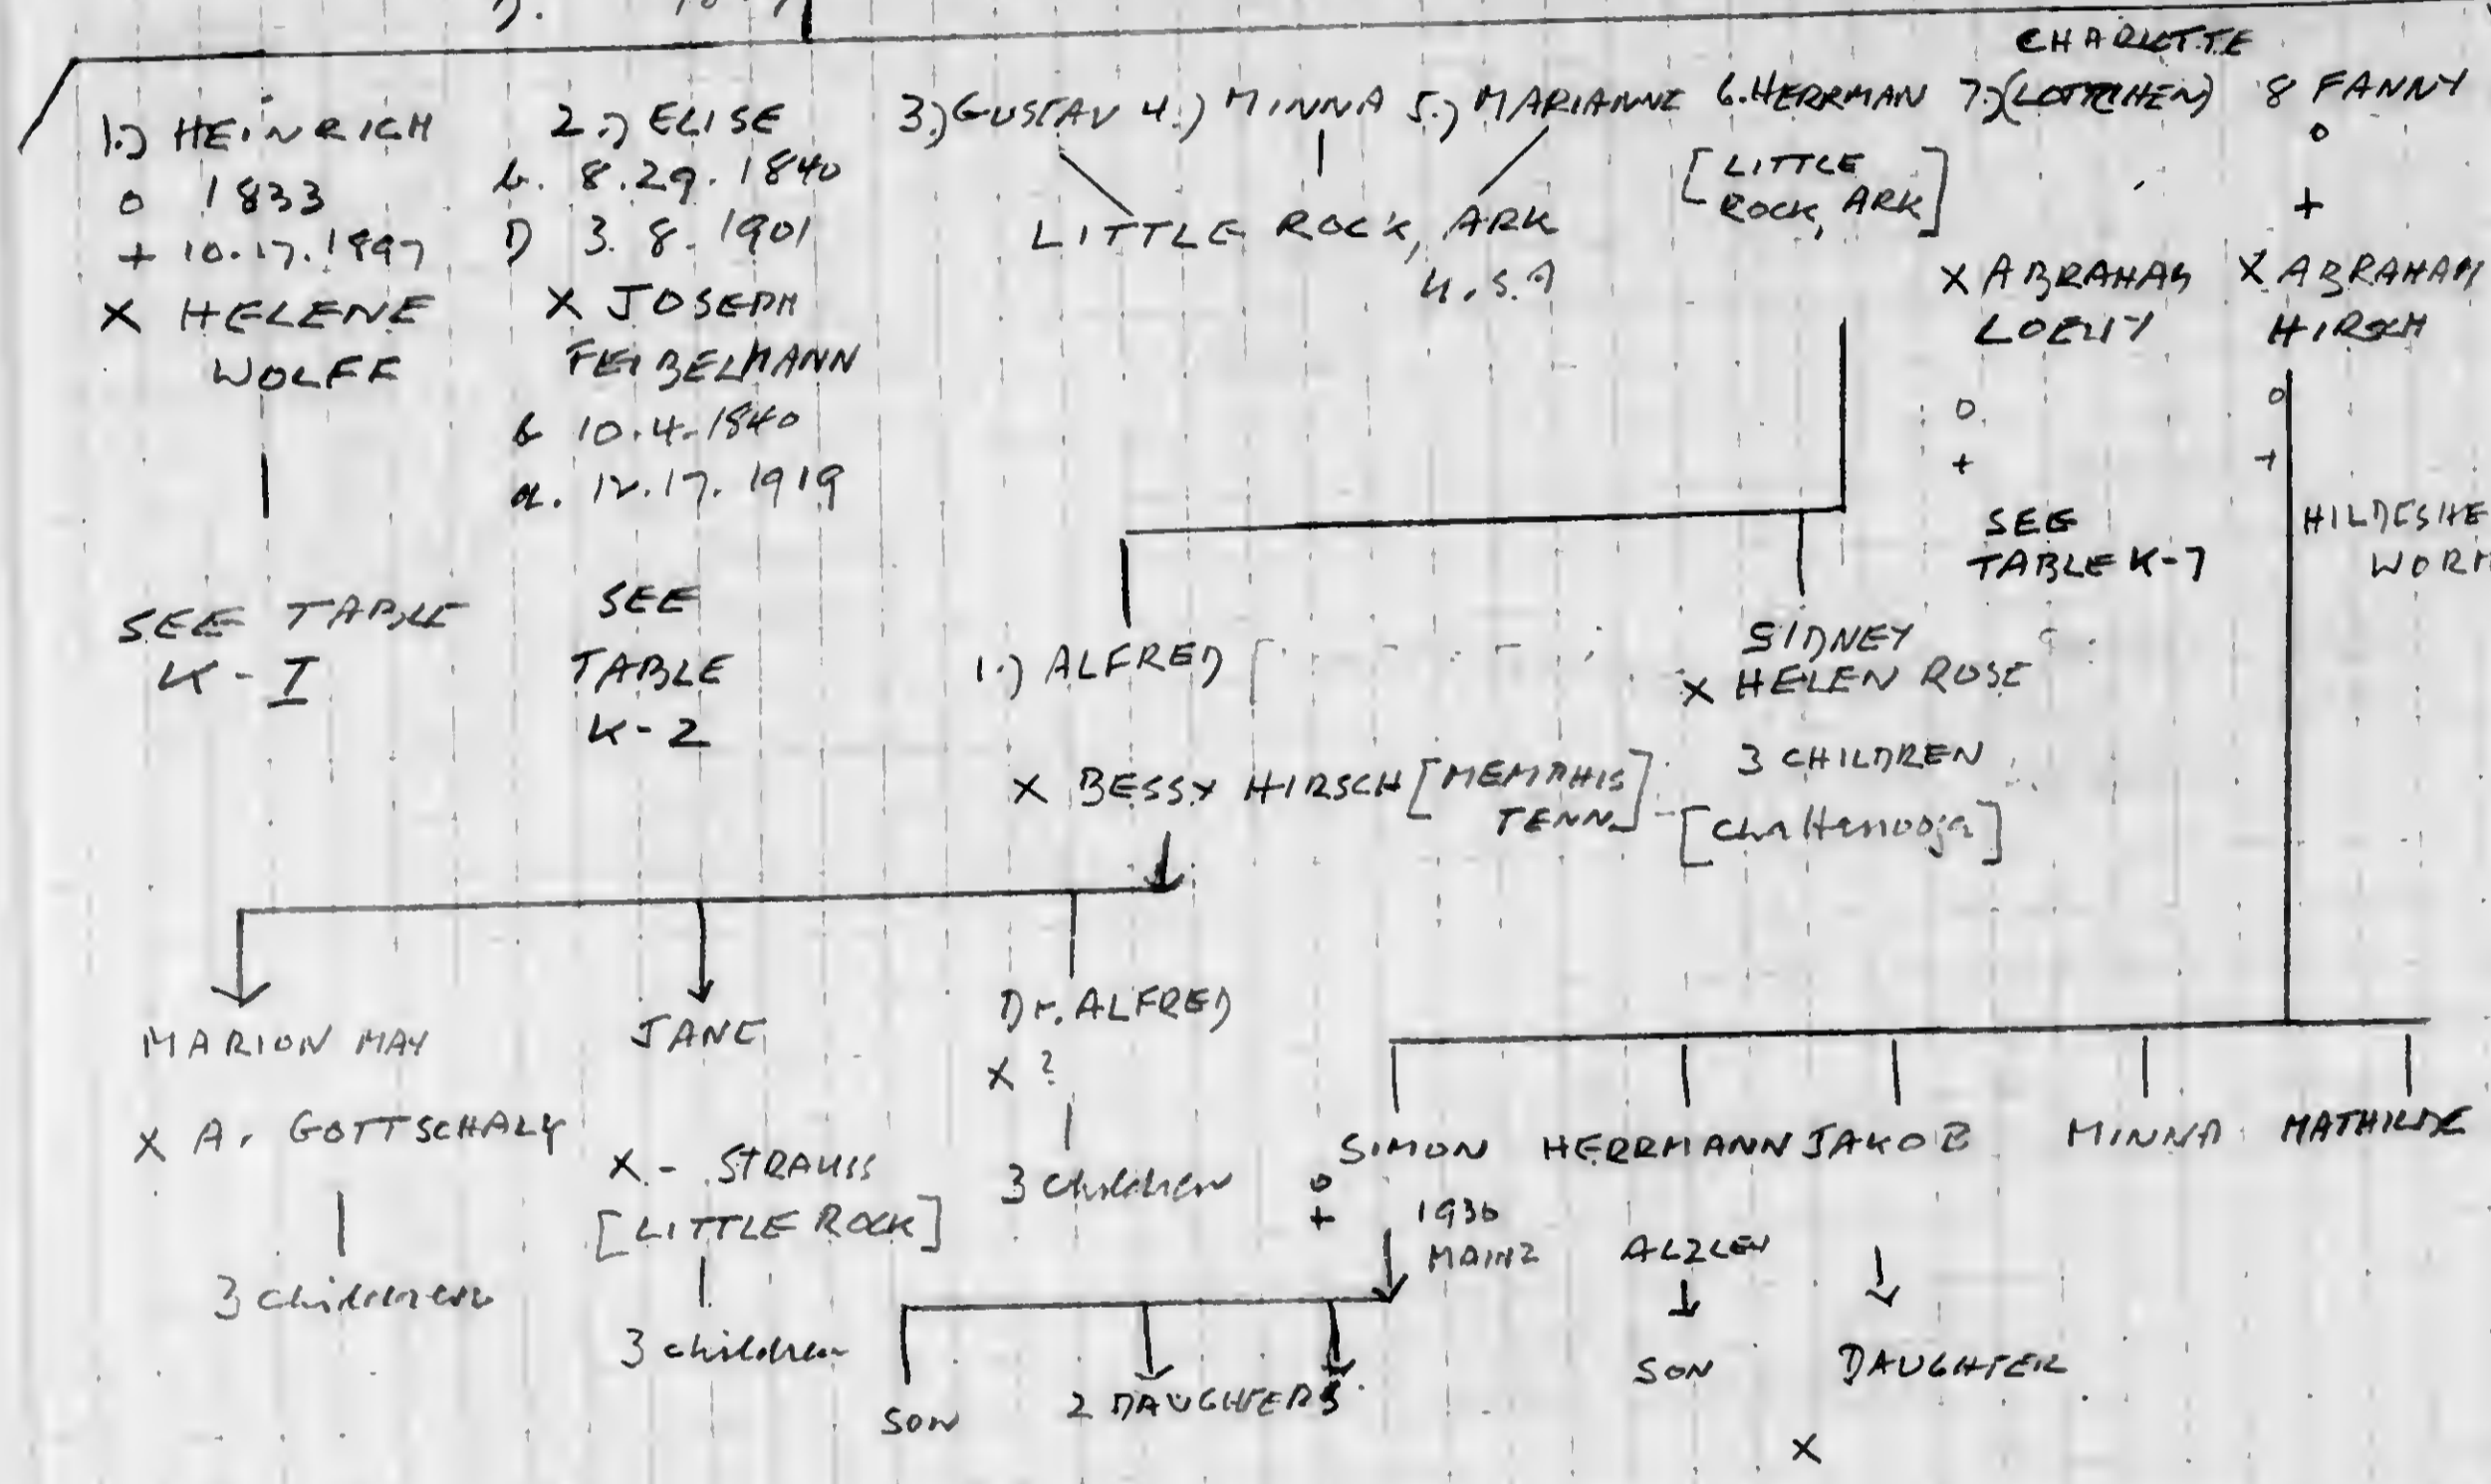 CHARLOTTE
1.) HEINRICH
o 1833
+ 10.17.1897
X HELENE
WOLFF
SEE TABLE
K - I
2.) ELISE
b. 8.29.1840
D 3.8.1901
X JOSEPH
FEIBELMANN
b 10.4.1840
d. 12.17.1919
SEE
TABLE
K-2
3.) GUSTAV 4.) MINNA 5.) MARIANNE
LITTLE ROCK, ARK
U.S.A
6. HERRMAN
[LITTLE
ROCK, ARK]
7.) (LOTTCHEN)
X ABRAHAM
LOEWY
o
+
SEE
TABLE K-7
8 FANNY
o
+
X ABRAHAM
HIRSCH
o
+
HILDESHE
WORM
1.) ALFRED
X BESSY HIRSCH [MEMPHIS
TENN.]
SIDNEY
X HELEN ROSE
3 CHILDREN
[Chattanooga]
MARION MAY
X A. GOTTSCHALK
3 children
JANE
X - STRAUSS
[LITTLE ROCK]
3 children
Dr. ALFRED
X ?
3 children
SIMON HERRMANN JAKOB MINNA MATHILDE
o
+ 1936
MAINZ
SON 2 DAUGHTERS
SON
DAUGHTER
X